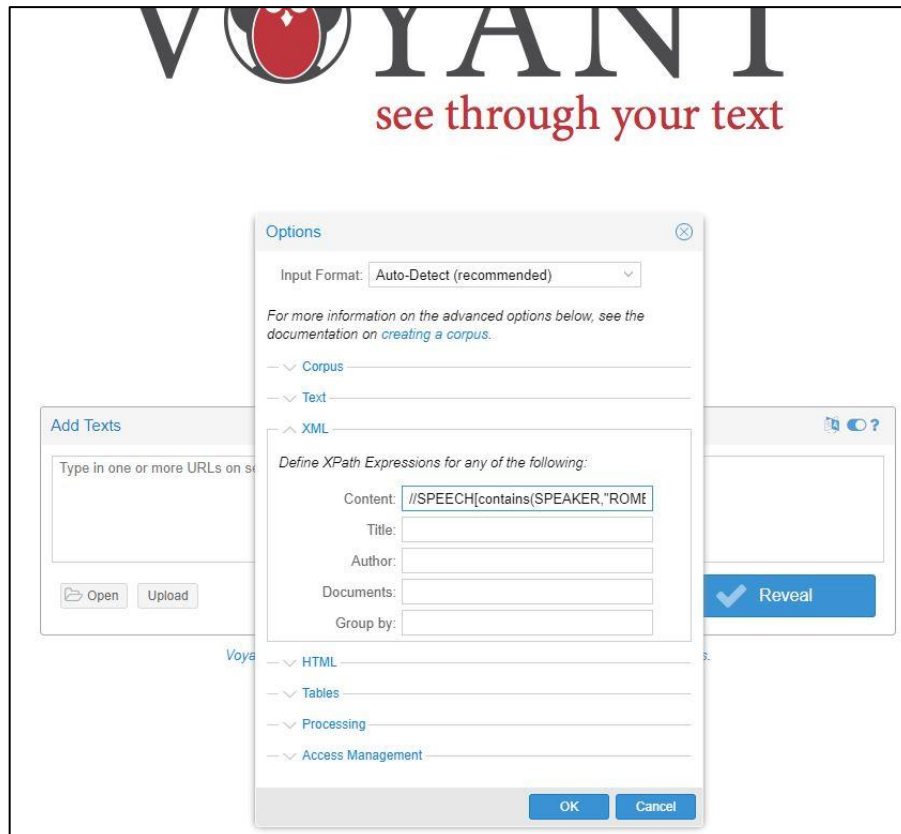 VOYANT
see through your text
Options
Input Format: Auto-Detect (recommended)
For more information on the advanced options below, see the
documentation on creating a corpus.
Corpus
Text
Add Texts
XML
Type in one or more URLs on se
Define XPath Expressions for any of the following:
Content: //SPEECH[contains(SPEAKER,"ROME
Title:
Author:
Documents:
Open Upload
Reveal
Group by:
Voya
s.
HTML
Tables
Processing
Access Management
OK Cancel